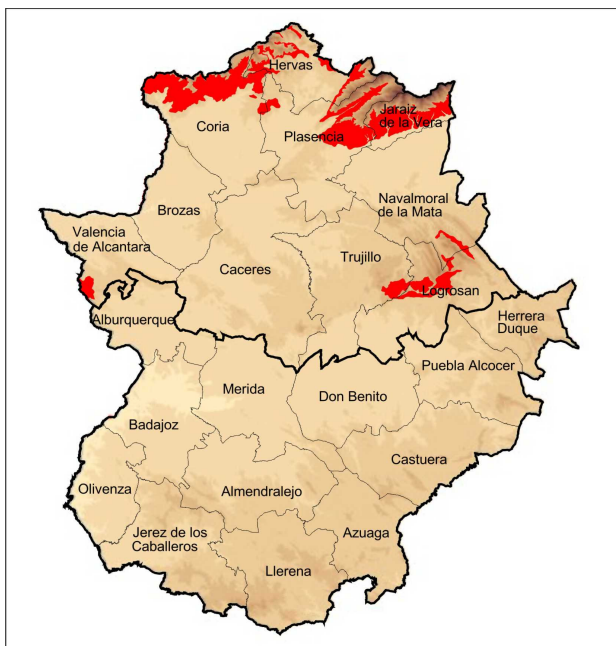 Hervas
Coria
Plasencia
Jaraiz
de la Vera
Brozas
Navalmoral
de la Mata
Valencia
de Alcantara
Caceres
Trujillo
Logrosan
Alburquerque
Herrera
Duque
Puebla Alcocer
Merida
Don Benito
Badajoz
Castuera
Olivenza
Almendralejo
Jerez de los
Caballeros
Azuaga
Llerena